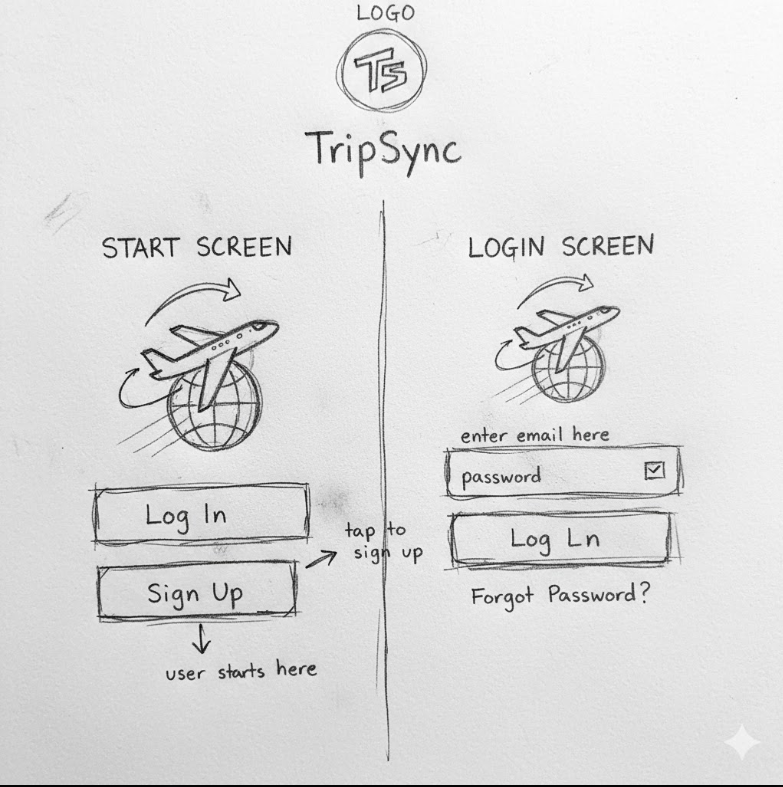 LOGO
TS
TripSync
START SCREEN
Log In
Sign Up
tap to
sign up
user starts here
LOGIN SCREEN
enter email here
password
Log Ln
Forgot Password?